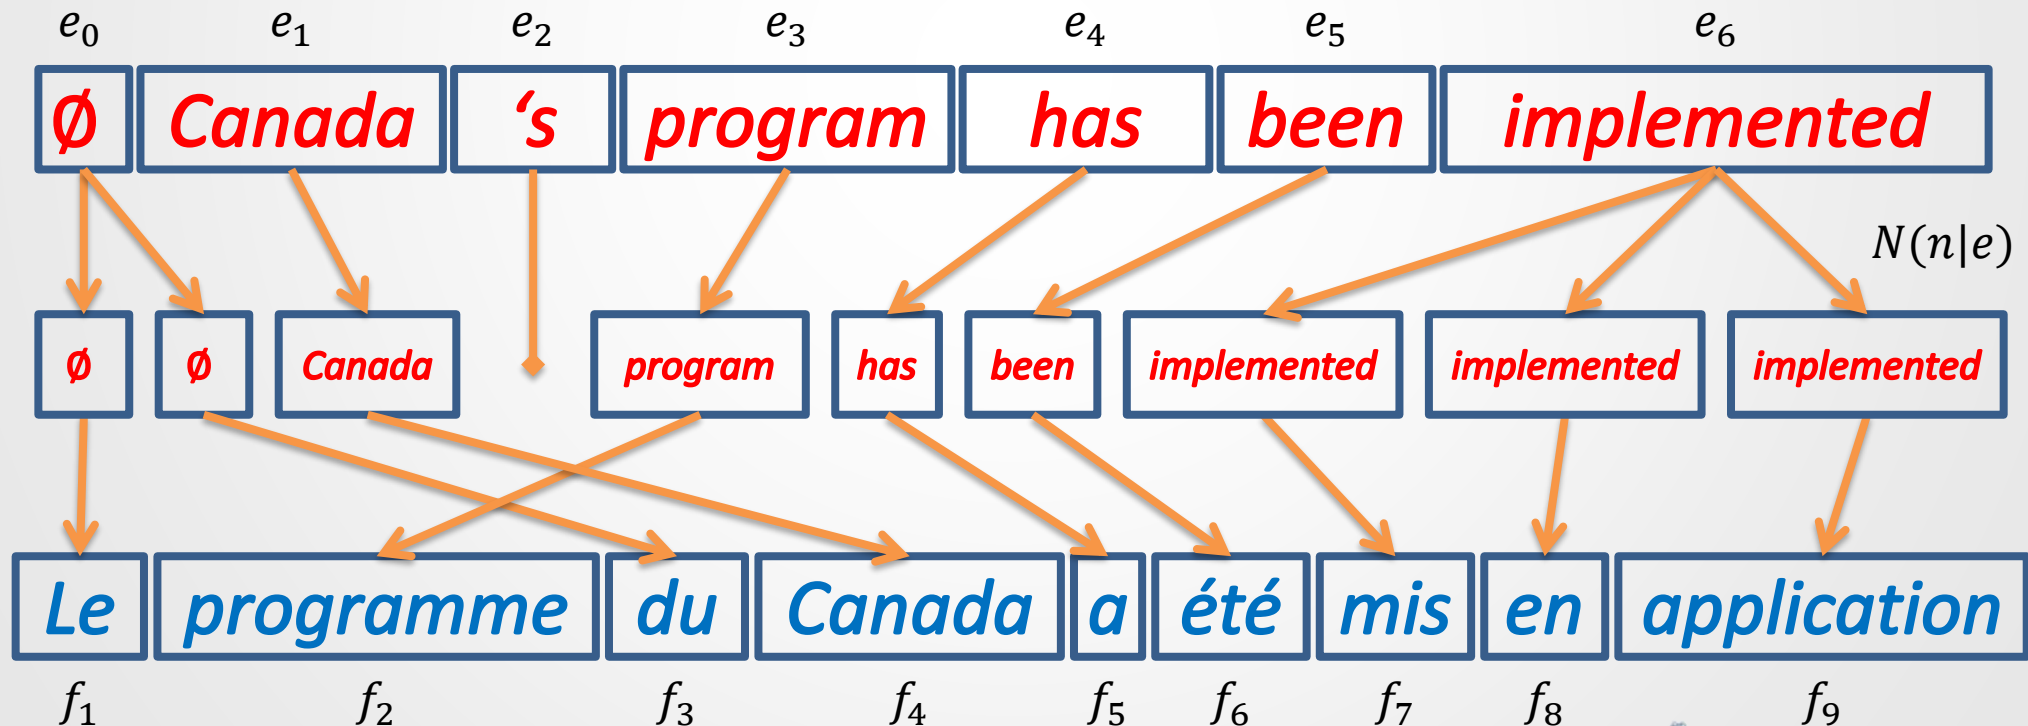 e₀ e₁ e₂ e₃ e₄ e₅ e₆
Ø Canada ‘s program has been implemented
N(n|e)
Ø Ø Canada program has been implemented implemented implemented
Le programme du Canada a été mis en application
f₁ f₂ f₃ f₄ f₅ f₆ f₇ f₈ f₉